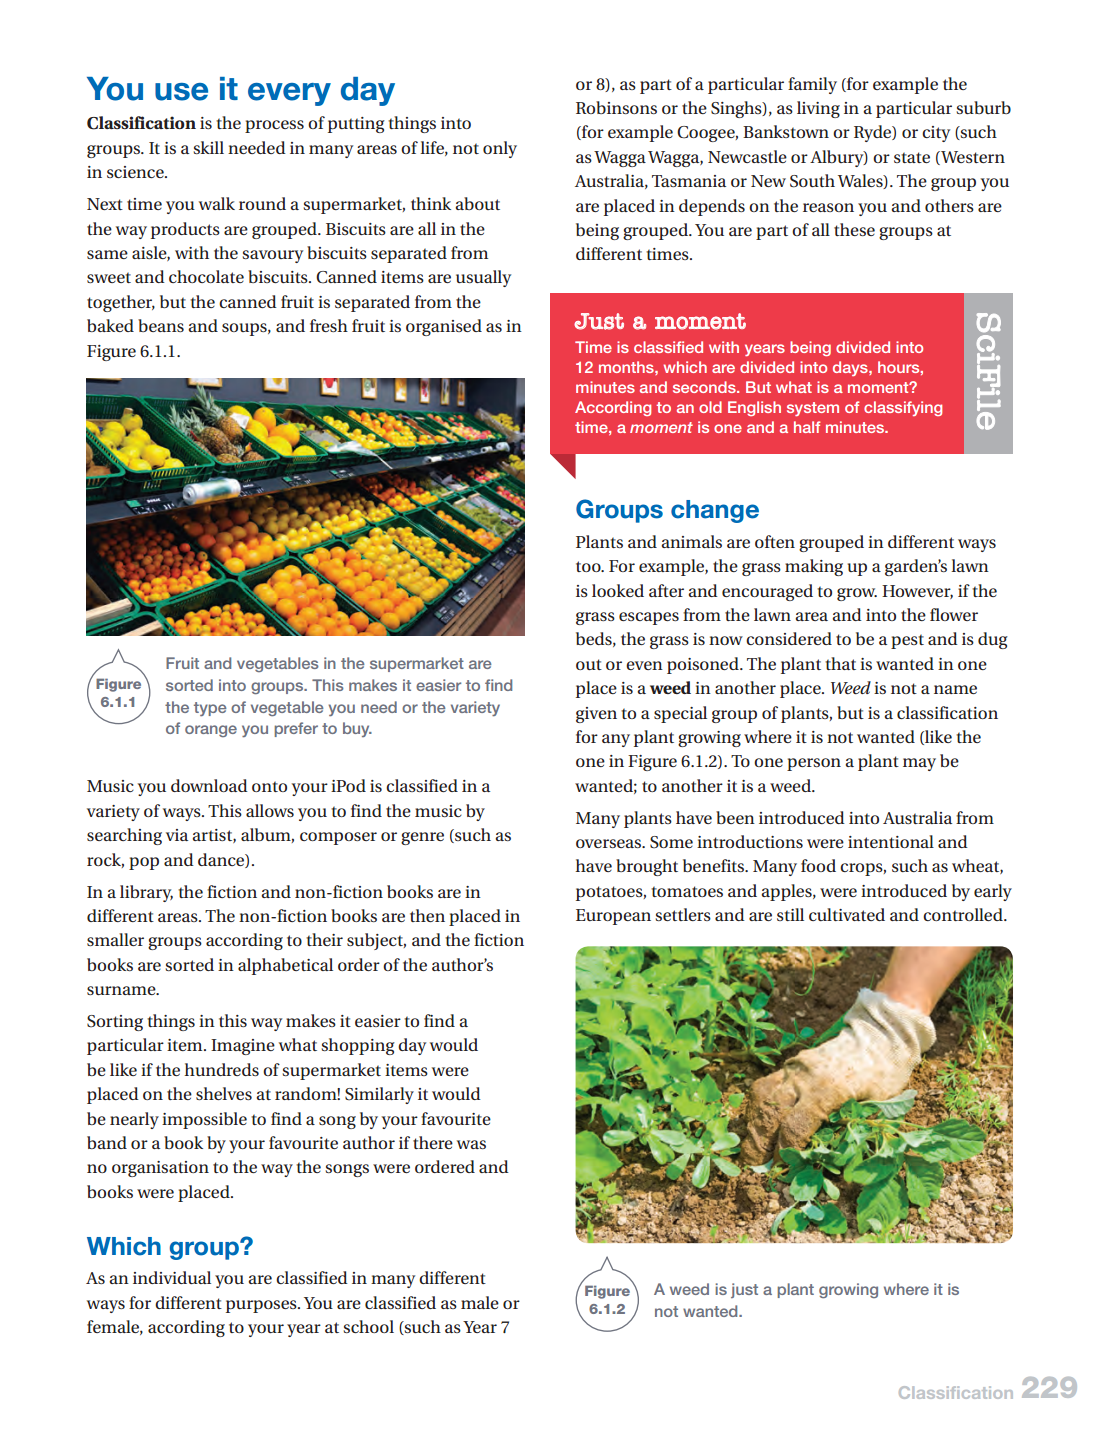 You use it every day
Classification is the process of putting things into
groups. It is a skill needed in many areas of life, not only
in science.
Next time you walk round a supermarket, think about
the way products are grouped. Biscuits are all in the
same aisle, with the savoury biscuits separated from
sweet and chocolate biscuits. Canned items are usually
together, but the canned fruit is separated from the
baked beans and soups, and fresh fruit is organised as in
Figure 6.1.1.
Figure
6.1.1
Fruit and vegetables in the supermarket are
sorted into groups. This makes it easier to find
the type of vegetable you need or the variety
of orange you prefer to buy.
Music you download onto your iPod is classified in a
variety of ways. This allows you to find the music by
searching via artist, album, composer or genre (such as
rock, pop and dance).
In a library, the fiction and non-fiction books are in
different areas. The non-fiction books are then placed in
smaller groups according to their subject, and the fiction
books are sorted in alphabetical order of the author's
surname.
Sorting things in this way makes it easier to find a
particular item. Imagine what shopping day would
be like if the hundreds of supermarket items were
placed on the shelves at random! Similarly it would
be nearly impossible to find a song by your favourite
band or a book by your favourite author if there was
no organisation to the way the songs were ordered and
books were placed.
Which group?
As an individual you are classified in many different
ways for different purposes. You are classified as male or
female, according to your year at school (such as Year 7
or 8), as part of a particular family (for example the
Robinsons or the Singhs), as living in a particular suburb
(for example Coogee, Bankstown or Ryde) or city (such
as Wagga Wagga, Newcastle or Albury) or state (Western
Australia, Tasmania or New South Wales). The group you
are placed in depends on the reason you and others are
being grouped. You are part of all these groups at
different times.
Just a moment
Time is classified with years being divided into
12 months, which are divided into days, hours,
minutes and seconds. But what is a moment?
According to an old English system of classifying
time, a moment is one and a half minutes.
SciFile
Groups change
Plants and animals are often grouped in different ways
too. For example, the grass making up a garden's lawn
is looked after and encouraged to grow. However, if the
grass escapes from the lawn area and into the flower
beds, the grass is now considered to be a pest and is dug
out or even poisoned. The plant that is wanted in one
place is a weed in another place. Weed is not a name
given to a special group of plants, but is a classification
for any plant growing where it is not wanted (like the
one in Figure 6.1.2). To one person a plant may be
wanted; to another it is a weed.
Many plants have been introduced into Australia from
overseas. Some introductions were intentional and
have brought benefits. Many food crops, such as wheat,
potatoes, tomatoes and apples, were introduced by early
European settlers and are still cultivated and controlled.
Figure
6.1.2
A weed is just a plant growing where it is
not wanted.
Classification 229